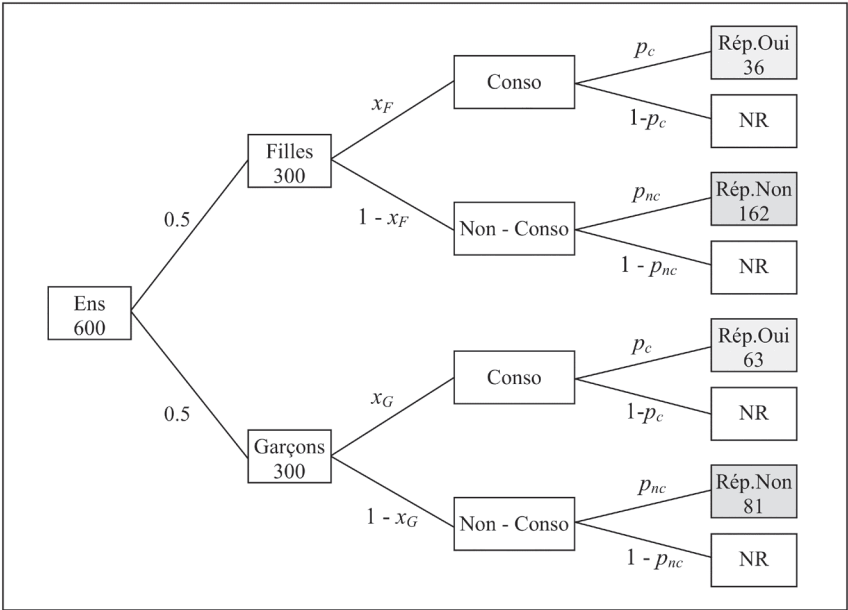 Ens
600
0.5
0.5
Filles
300
Garçons
300
x_F
1 - x_F
x_G
1 - x_G
Conso
Non - Conso
Conso
Non - Conso
p_c
1-p_c
p_nc
1 - p_nc
p_c
1-p_c
p_nc
1 - p_nc
Rép.Oui
36
NR
Rép.Non
162
NR
Rép.Oui
63
NR
Rép.Non
81
NR